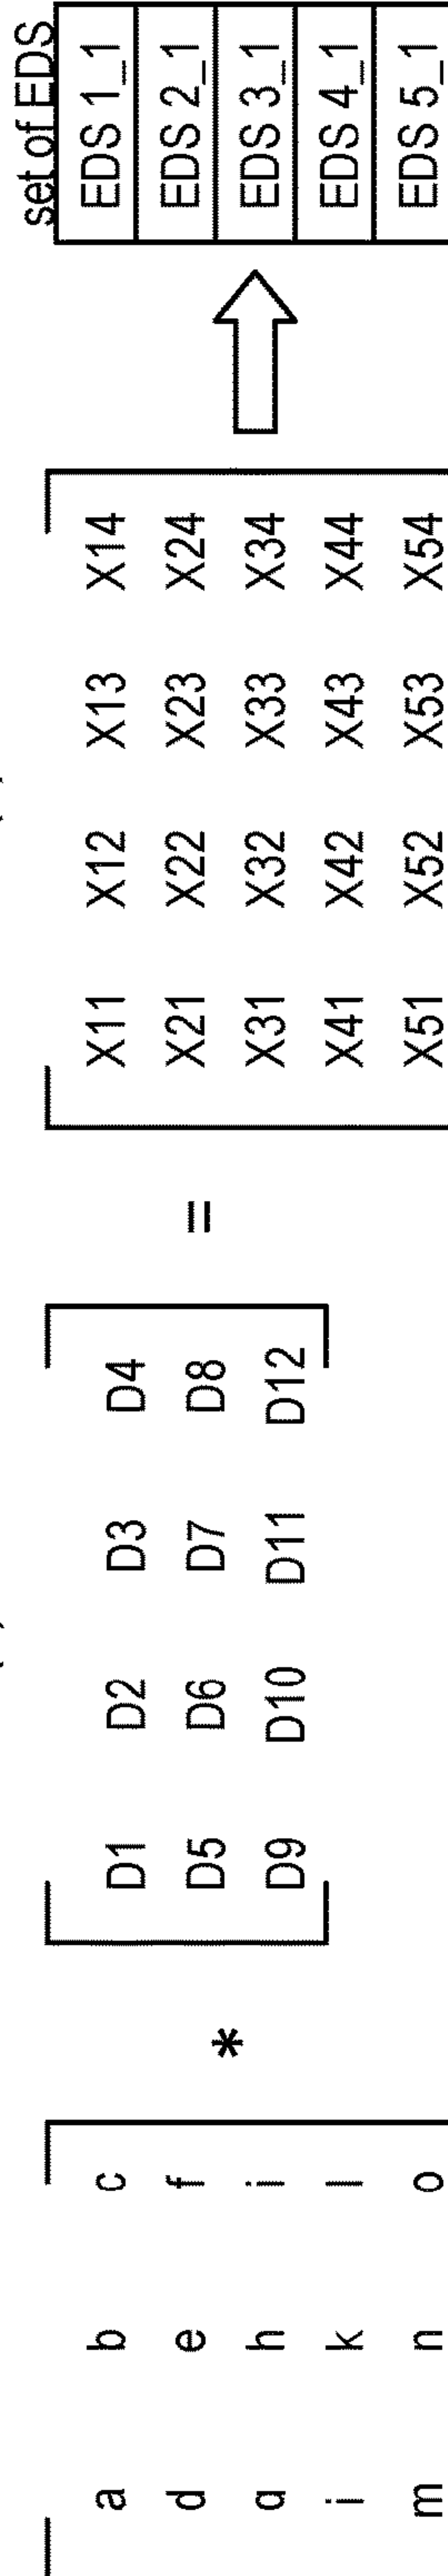 set of EDS
a b c D1 D2 D3 D4 X11 X12 X13 X14 EDS 1_1
d e f * D5 D6 D7 D8 = X21 X22 X23 X24 EDS 2_1
g h i D9 D10 D11 D12 X31 X32 X33 X34 EDS 3_1
j k l X41 X42 X43 X44 EDS 4_1
m n o X51 X52 X53 X54 EDS 5_1